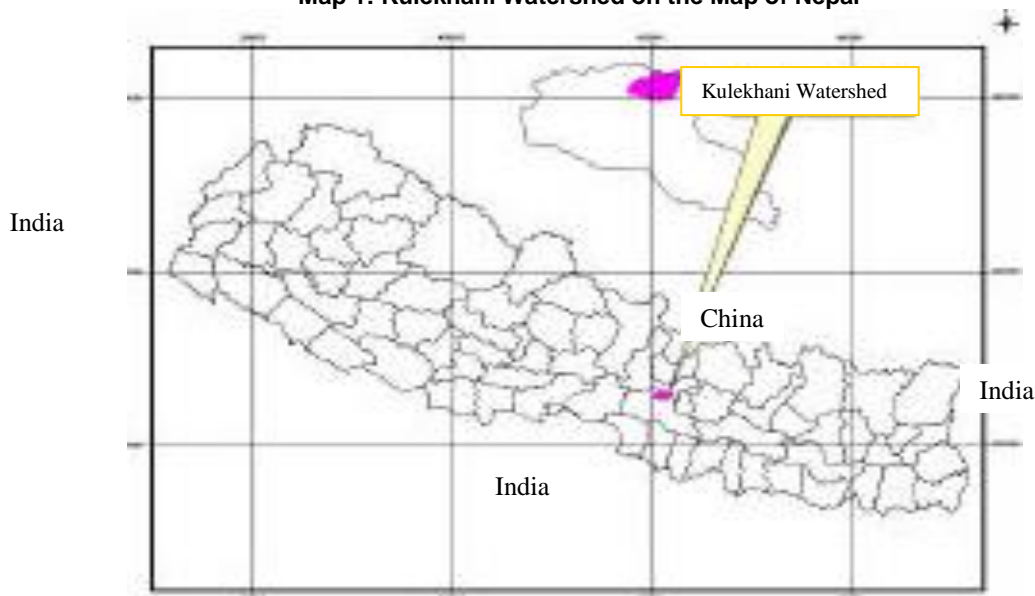 Map 1: Kulekhani Watershed on the Map of Nepal
Kulekhani Watershed
India
China
India
India